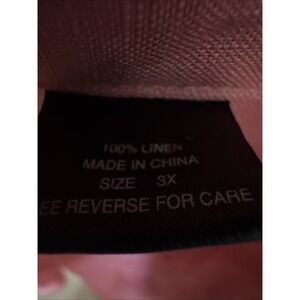 100% LINEN
MADE IN CHINA
SIZE 3X
EE REVERSE FOR CARE